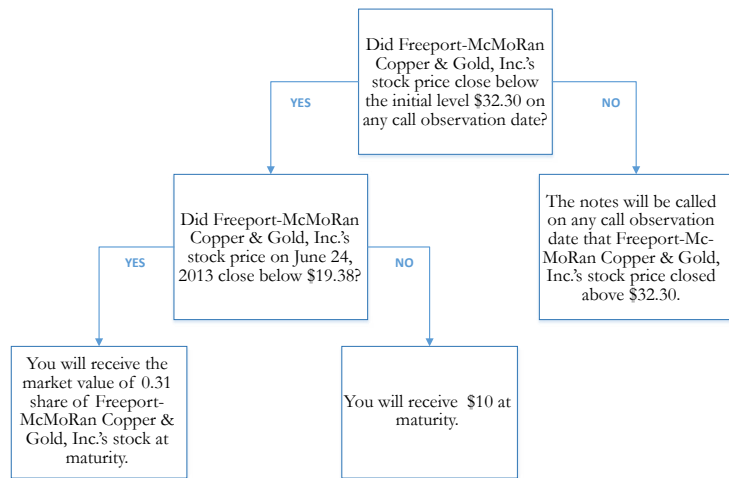 Did Freeport-McMoRan
Copper & Gold, Inc.'s
stock price close below
the initial level $32.30 on
any call observation date?
YES
NO
Did Freeport-McMoRan
Copper & Gold, Inc.'s
stock price on June 24,
2013 close below $19.38?
The notes will be called
on any call observation
date that Freeport-Mc-
MoRan Copper & Gold,
Inc.'s stock price closed
above $32.30.
YES
NO
You will receive the
market value of 0.31
share of Freeport-
McMoRan Copper &
Gold, Inc.'s stock at
maturity.
You will receive $10 at
maturity.